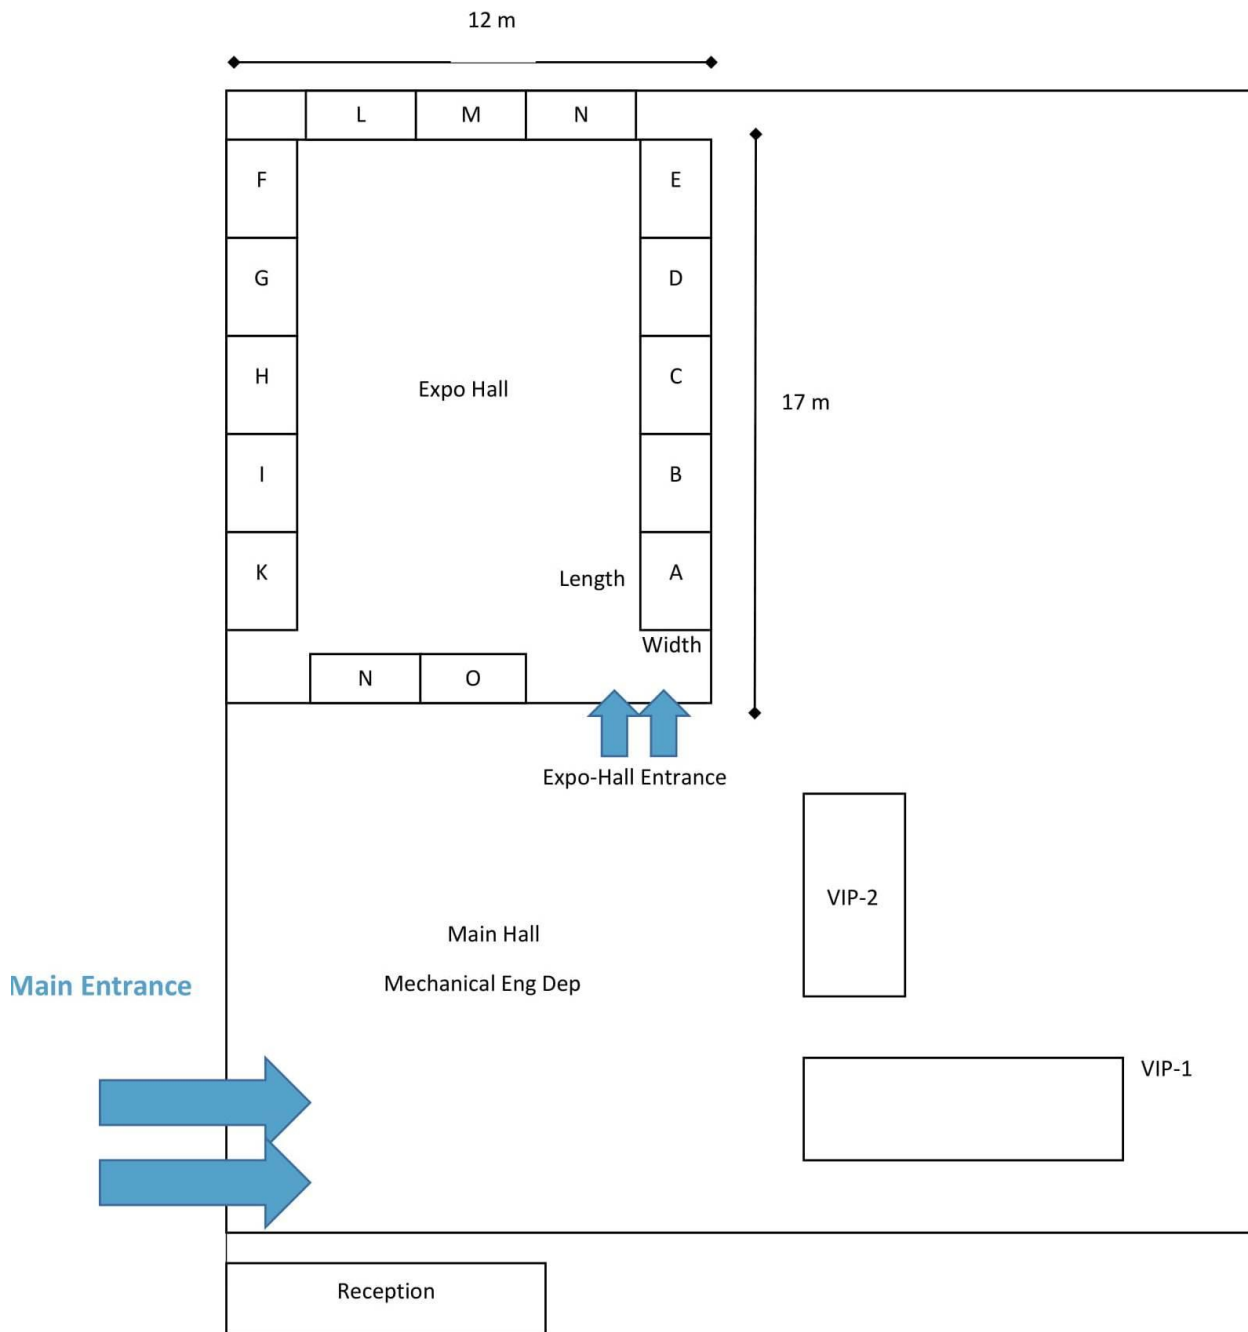 12 m
L M N
F E
G D
H Expo Hall C
17 m
I B
K Length A
Width
N O
Expo-Hall Entrance
VIP-2
Main Hall
Mechanical Eng Dep
Main Entrance
VIP-1
Reception